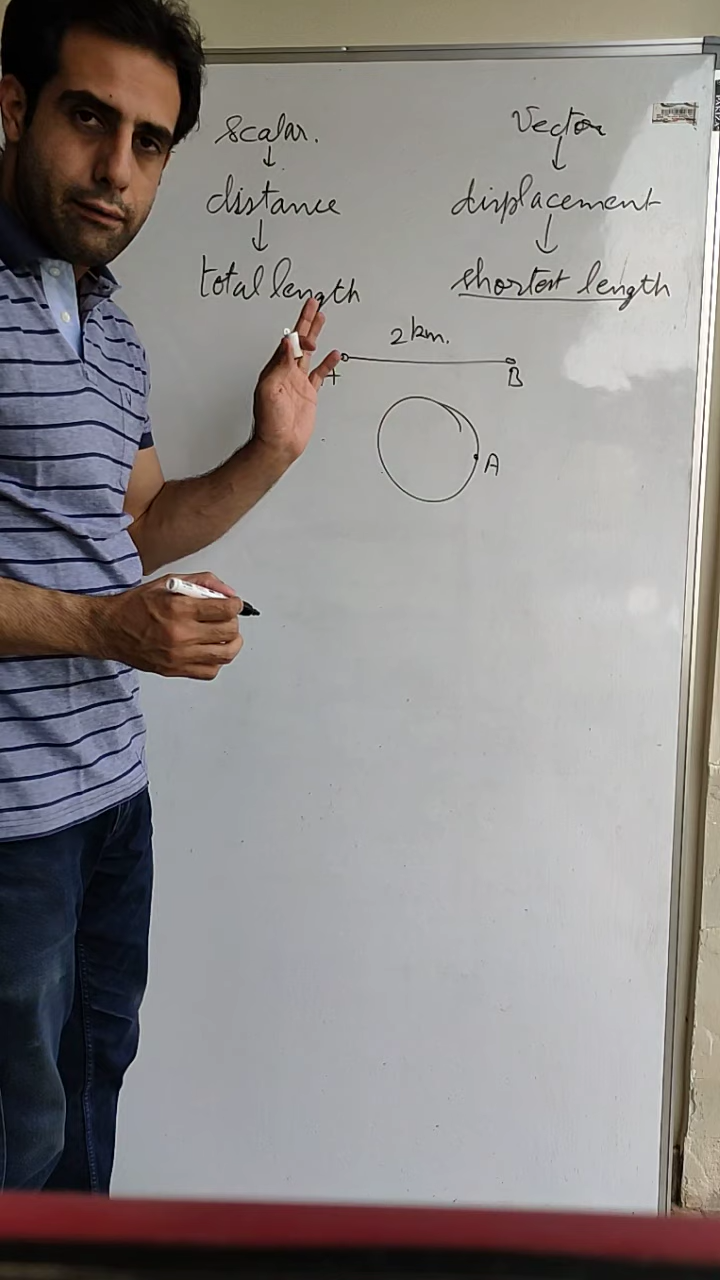 Scalar.
Vector
↓
↓
distance
displacement
↓
↓
total length
shortest length
2 km.
A
B
A